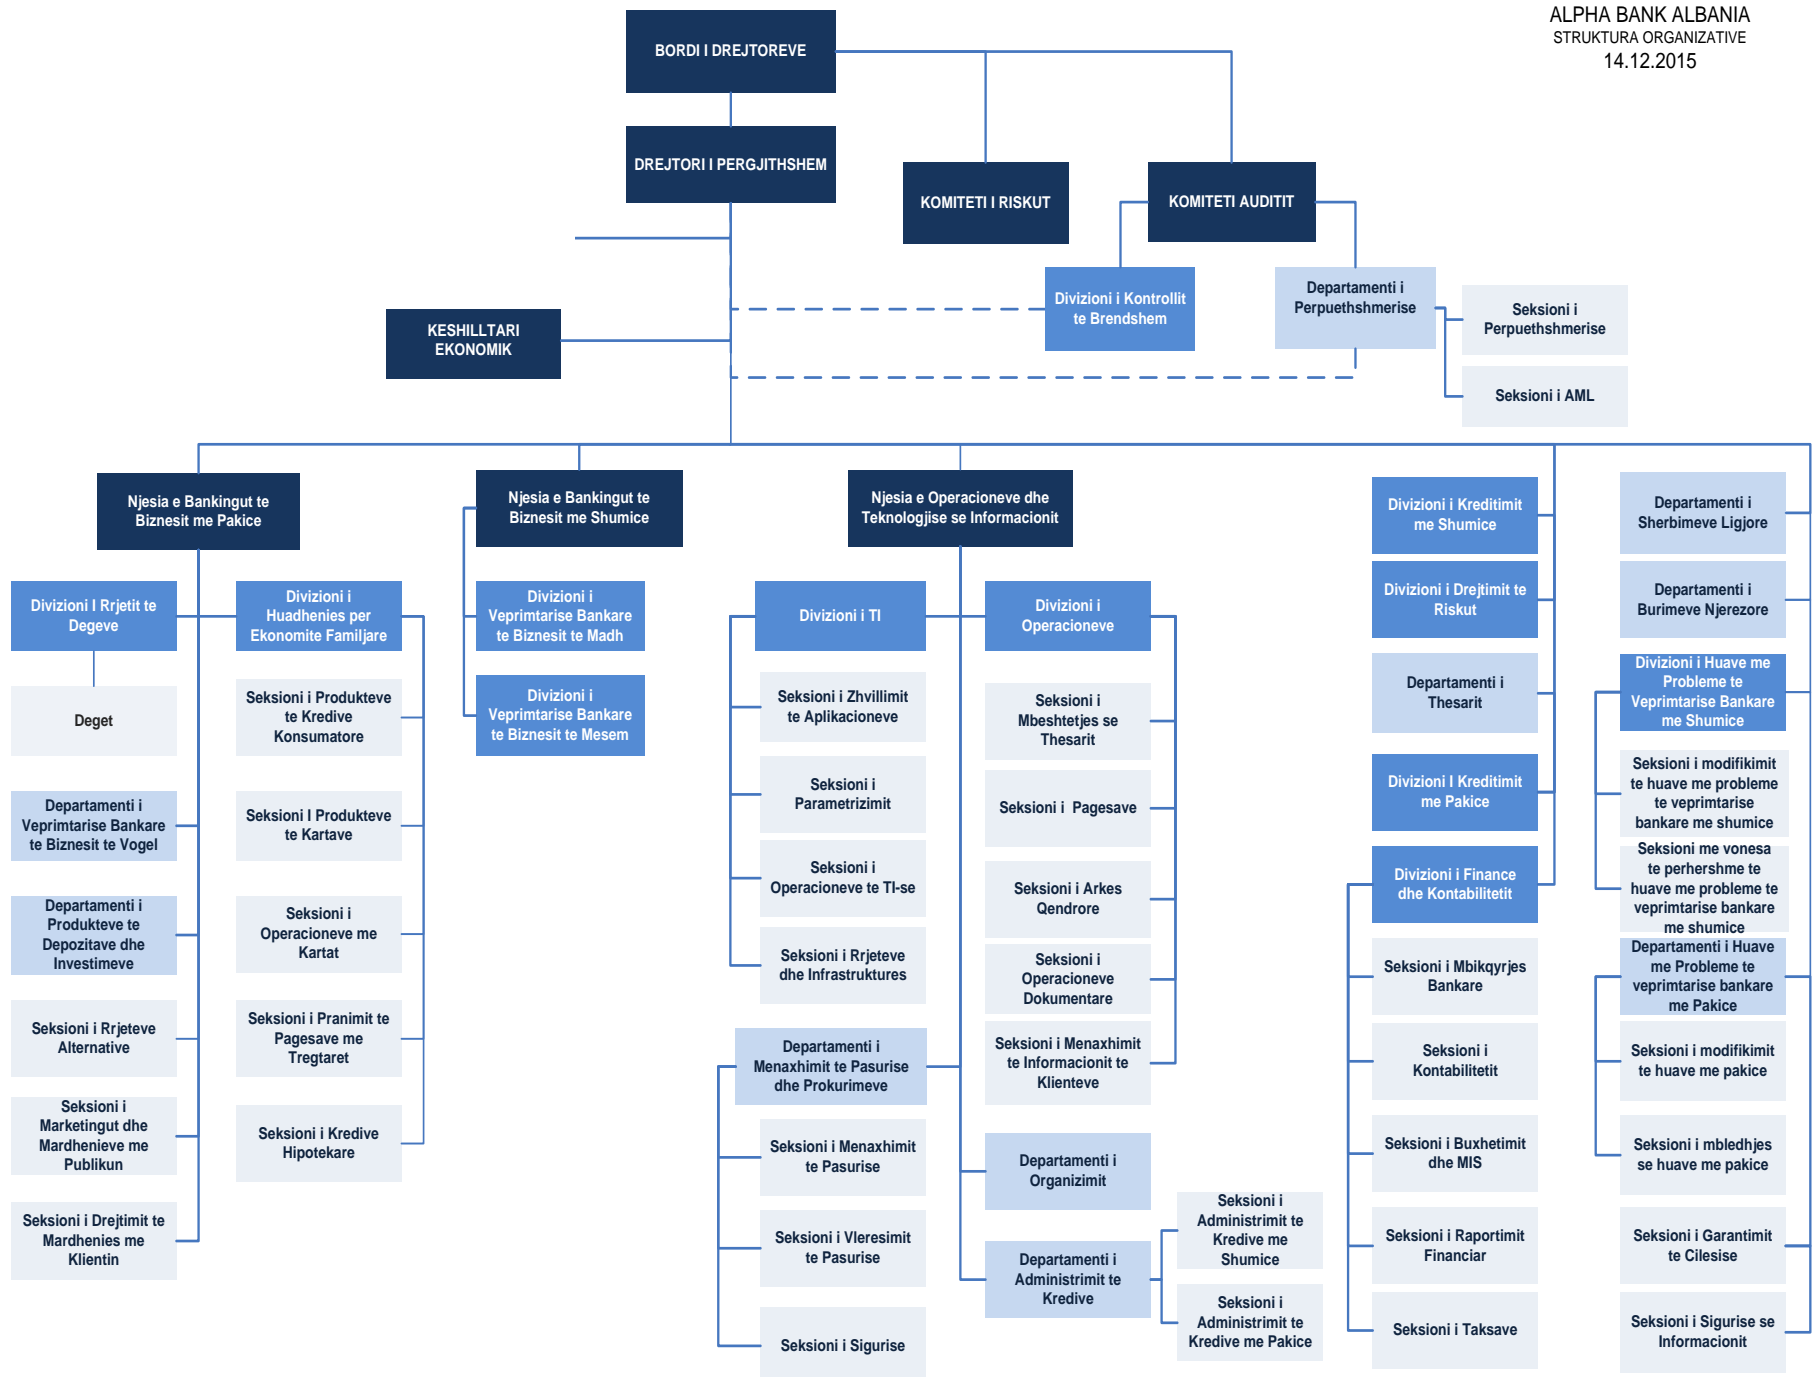 ALPHA BANK ALBANIA
STRUKTURA ORGANIZATIVE
14.12.2015
BORDI I DREJTOREVE
DREJTORI I PERGJITHSHEM
KOMITETI I RISKUT
KOMITETI AUDITIT
Divizioni i Kontrollit
te Brendshem
Departamenti i
Perpuethshmerise
Seksioni i
Perpuethshmerise
Seksioni i AML
KESHILLTARI
EKONOMIK
Njesia e Bankingut te
Biznesit me Pakice
Divizioni I Rrjetit te
Degeve
Deget
Departamenti i
Veprimtarise Bankare
te Biznesit te Vogel
Departamenti i
Produkteve te
Depozitave dhe
Investimeve
Seksioni i Rrjeteve
Alternative
Seksioni i
Marketingut dhe
Mardhenieve me
Publikun
Seksioni i Drejtimit te
Mardhenies me
Klientin
Divizioni i
Huadhenies per
Ekonomite Familjare
Seksioni i Produkteve
te Kredive
Konsumatore
Seksioni I Produkteve
te Kartave
Seksioni i
Operacioneve me
Kartat
Seksioni i Pranimit te
Pagesave me
Tregtaret
Seksioni i Kredive
Hipotekare
Njesia e Bankingut te
Biznesit me Shumice
Divizioni i
Veprimtarise Bankare
te Biznesit te Madh
Divizioni i
Veprimtarise Bankare
te Biznesit te Mesem
Njesia e Operacioneve dhe
Teknologjise se Informacionit
Divizioni i TI
Seksioni i Zhvillimit
te Aplikacioneve
Seksioni i
Parametrizimit
Seksioni i
Operacioneve te TI-se
Seksioni i Rrjeteve
dhe Infrastruktures
Departamenti i
Menaxhimit te Pasurise
dhe Prokurimeve
Seksioni i Menaxhimit
te Pasurise
Seksioni i Vleresimit
te Pasurise
Seksioni i Sigurise
Divizioni i
Operacioneve
Seksioni i
Mbeshtetjes se
Thesarit
Seksioni i Pagesave
Seksioni i Arkes
Qendrore
Seksioni i
Operacioneve
Dokumentare
Seksioni i Menaxhimit
te Informacionit te
Klienteve
Departamenti i
Organizimit
Departamenti i
Administrimit te
Kredive
Seksioni i
Administrimit te
Kredive me
Shumice
Seksioni i
Administrimit te
Kredive me Pakice
Divizioni i Kreditimit
me Shumice
Divizioni i Drejtimit te
Riskut
Departamenti i
Thesarit
Divizioni I Kreditimit
me Pakice
Divizioni i Finance
dhe Kontabilitetit
Seksioni i Mbikqyrjes
Bankare
Seksioni i
Kontabilitetit
Seksioni i Buxhetimit
dhe MIS
Seksioni i Raportimit
Financiar
Seksioni i Taksave
Departamenti i
Sherbimeve Ligjore
Departamenti i
Burimeve Njerezore
Divizioni i Huave me
Probleme te
Veprimtarise Bankare
me Shumice
Seksioni i modifikimit
te huave me probleme
te veprimtarise
bankare me shumice
Seksioni me vonesa
te perhershme te
huave me probleme te
veprimtarise bankare
me shumice
Departamenti i Huave
me Probleme te
veprimtarise bankare
me Pakice
Seksioni i modifikimit
te huave me pakice
Seksioni i mbledhjes
se huave me pakice
Seksioni i Garantimit
te Cilesise
Seksioni i Sigurise se
Informacionit